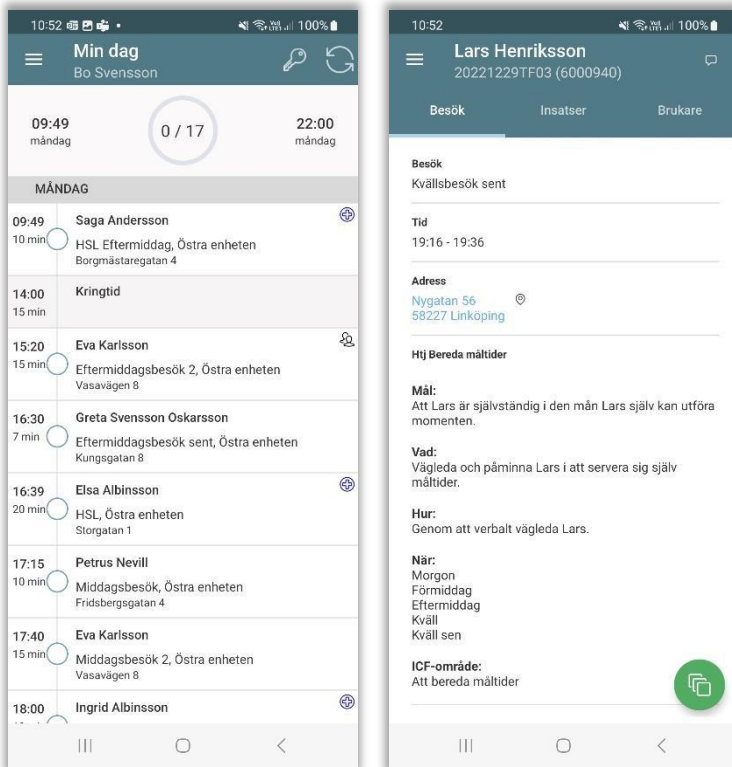 10:52
100%
Min dag
Bo Svensson
09:49
måndag
0 / 17
22:00
måndag
MÅNDAG
09:49
10 min
Saga Andersson
HSL Eftermiddag, Östra enheten
Borgmästaregatan 4
14:00
15 min
Kringtid
15:20
15 min
Eva Karlsson
Eftermiddagsbesök 2, Östra enheten
Vasavägen 8
16:30
7 min
Greta Svensson Oskarsson
Eftermiddagsbesök sent, Östra enheten
Kungsgatan 8
16:39
20 min
Elsa Albinsson
HSL, Östra enheten
Storgatan 1
17:15
10 min
Petrus Nevill
Middagsbesök, Östra enheten
Fridsbergsgatan 4
17:40
15 min
Eva Karlsson
Middagsbesök 2, Östra enheten
Vasavägen 8
18:00
Ingrid Albinsson
10:52
100%
Lars Henriksson
20221229TF03 (6000940)
Besök
Insatser
Brukare
Besök
Kvällsbesök sent
Tid
19:16 - 19:36
Adress
Nygatan 56
58227 Linköping
Htj Bereda måltider
Mål:
Att Lars är självständig i den mån Lars själv kan utföra
momenten.
Vad:
Vägleda och påminna Lars i att servera sig själv
måltider.
Hur:
Genom att verbalt vägleda Lars.
När:
Morgon
Förmiddag
Eftermiddag
Kväll
Kväll sen
ICF-område:
Att bereda måltider